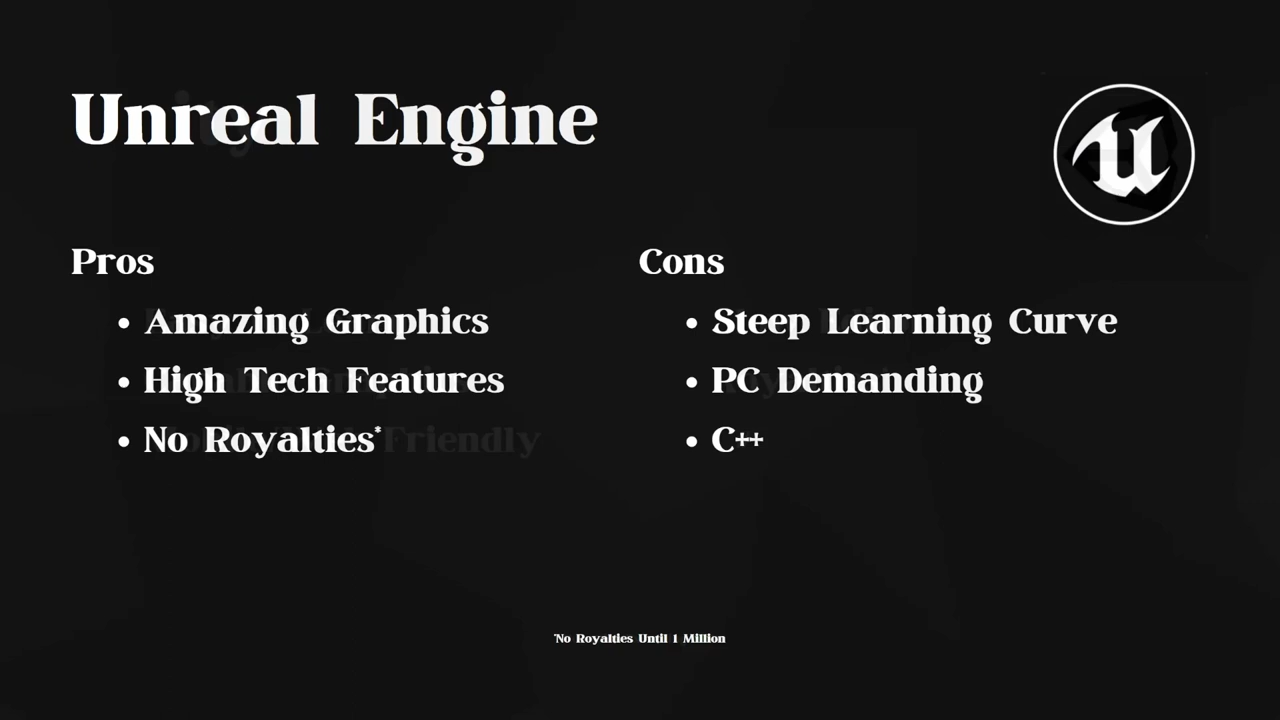 Unreal Engine
Pros
• Amazing Graphics
• High Tech Features
• No Royalties*
Cons
• Steep Learning Curve
• PC Demanding
• C++
*No Royalties Until 1 Million